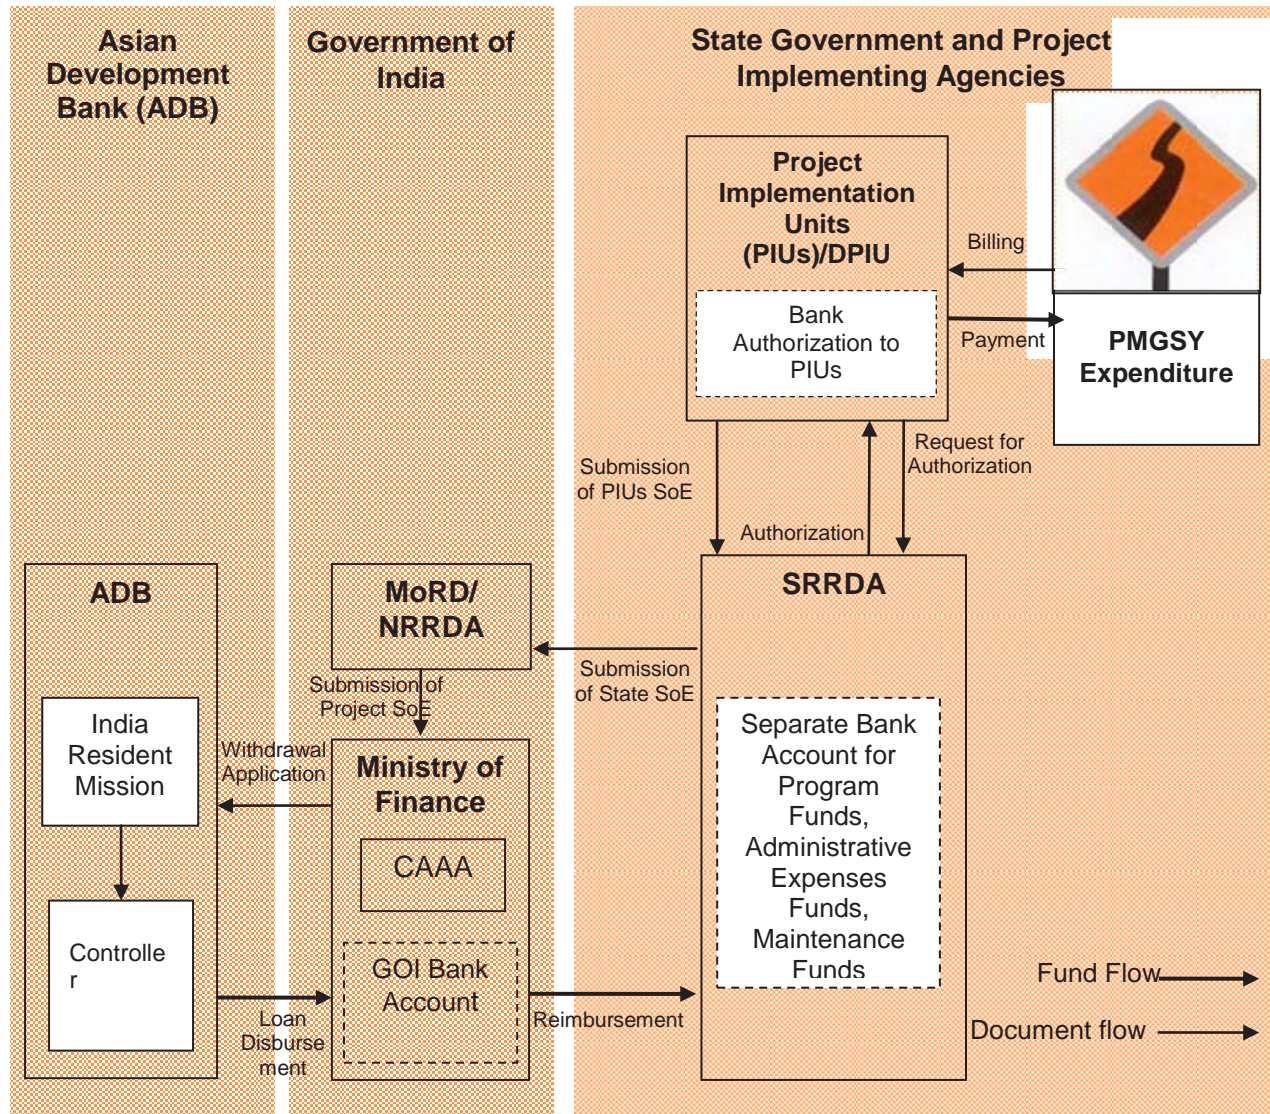 Asian
Development
Bank (ADB)
Government of
India
State Government and Project
Implementing Agencies
Project
Implementation
Units
(PIUs)/DPIU
Bank
Authorization to
PIUs
Billing
Payment
PMGSY
Expenditure
Submission
of PIUs SoE
Request for
Authorization
Authorization
ADB
India
Resident
Mission
Controlle
r
MoRD/
NRRDA
Submission of
Project SoE
Submission
of State SoE
Withdrawal
Application
Ministry of
Finance
CAAA
GOI Bank
Account
Loan
Disburse
ment
Reimbursement
SRRDA
Separate Bank
Account for
Program
Funds,
Administrative
Expenses
Funds,
Maintenance
Funds
Fund Flow
Document flow